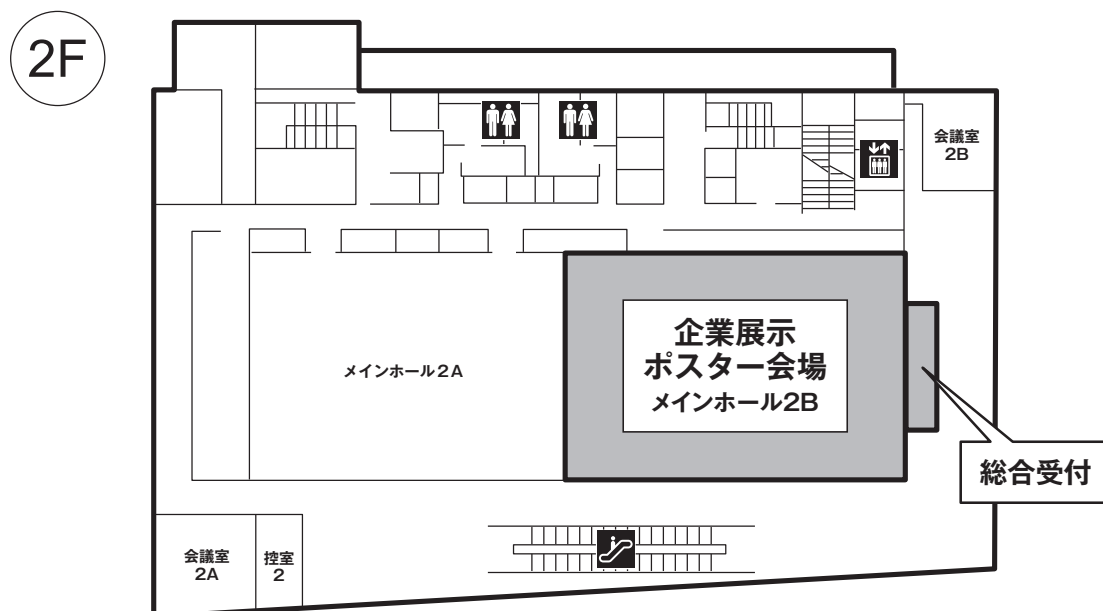 2F
会議室
2B
企業展示
ポスター会場
メインホール2B
メインホール2A
総合受付
会議室
2A
控室
2